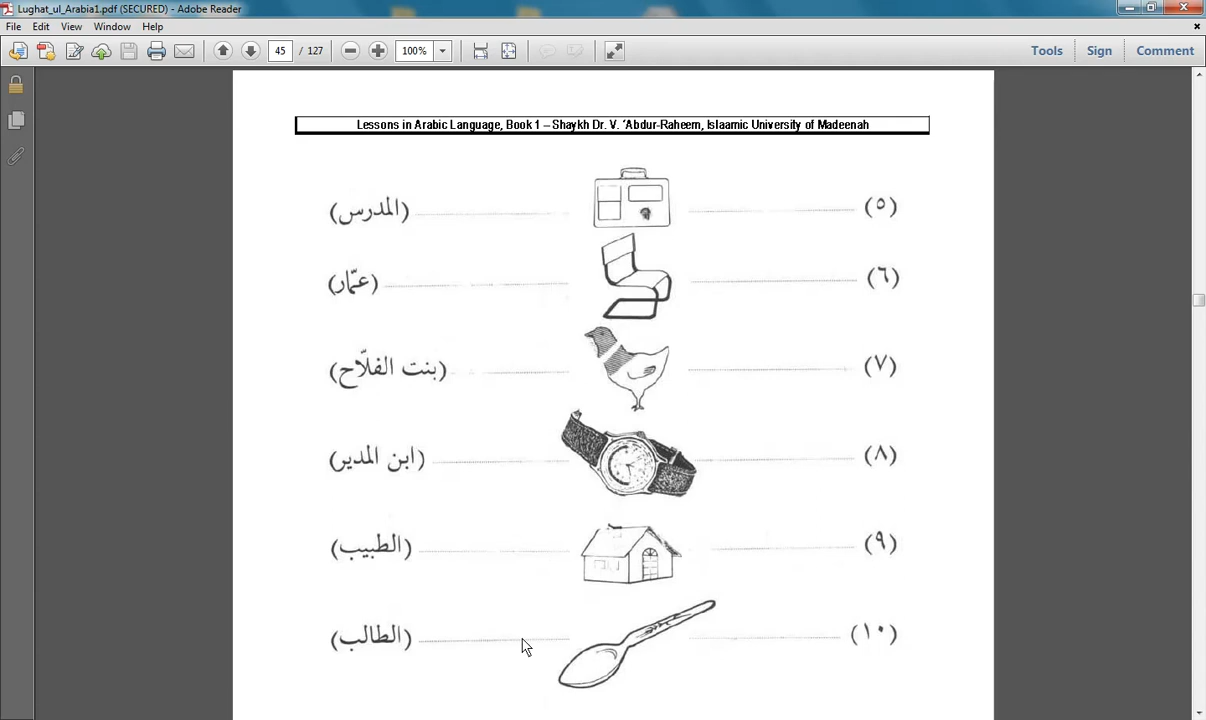 Lughat_ul_Arabia1.pdf (SECURED) - Adobe Reader
File Edit View Window Help
45 / 127 100% Tools Sign Comment
Lessons in Arabic Language, Book 1 – Shaykh Dr. V. ‘Abdur-Raheem, Islaamic University of Madeenah
(٥) (المدرس)
(٦) (عمّار)
(٧) (بنت الفلّاح)
(٨) (ابن المدير)
(٩) (الطبيب)
(١٠) (الطالب)